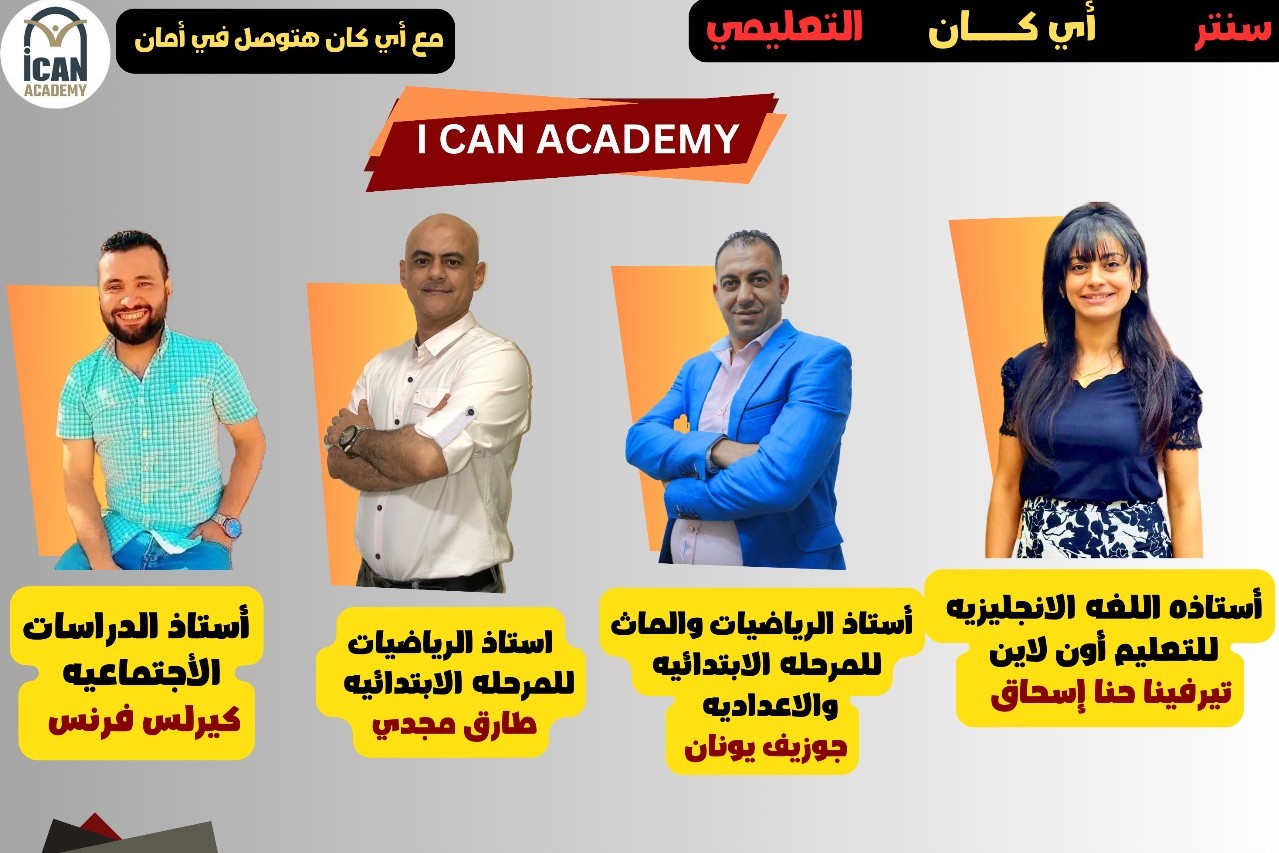 سنتر أي كـــــان التعليمي
مع أي كان هتوصل في أمان
iCAN
ACADEMY
I CAN ACADEMY
أستاذه اللغه الانجليزيه
للتعليم أون لاين
تيرفينا حنا إسحاق
أستاذ الرياضيات والماث
للمرحله الابتدائيه
والاعداديه
جوزيف يونان
استاذ الرياضيات
للمرحله الابتدائيه
طارق مجدي
أستاذ الدراسات
الأجتماعيه
كيرلس فرنس